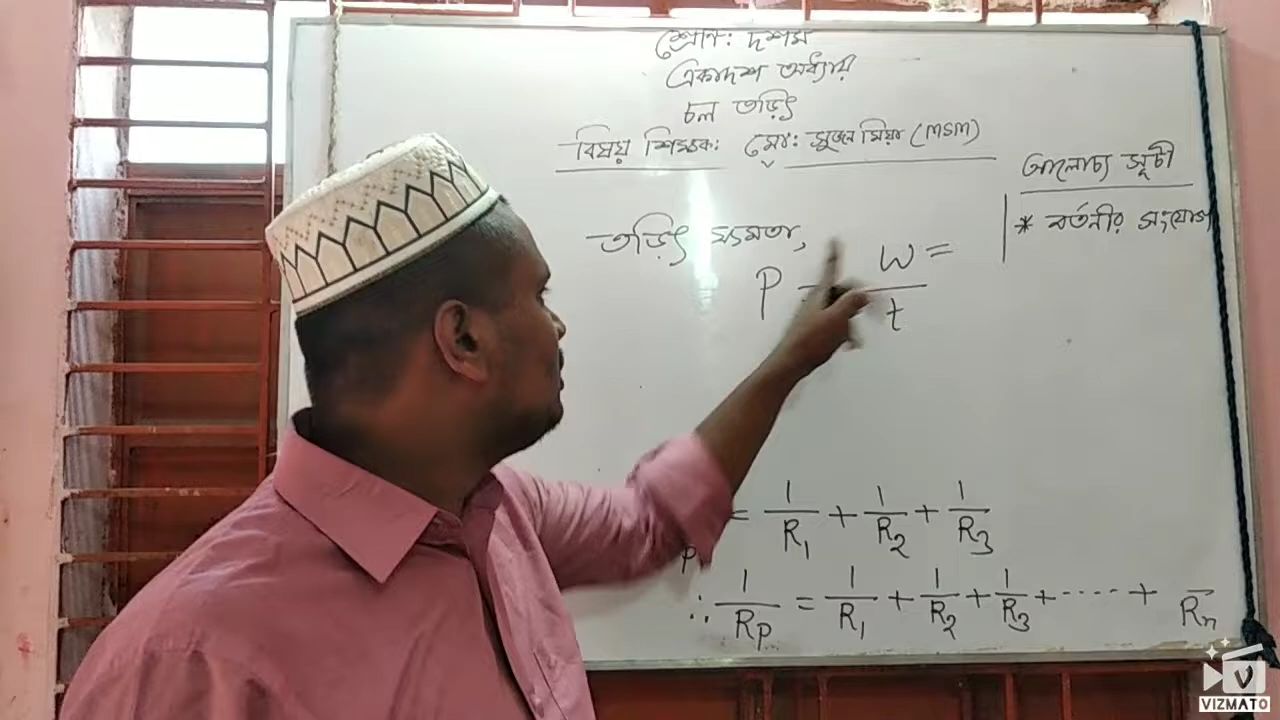 শ্রেণি: দশম
একাদশ অধ্যায়
চল তড়িৎ
বিষয় শিক্ষক: মোঃ সুজন মিয়া (MSM)
আলোচ্য সূচী
* বর্তনীর সংযোগ
তড়িৎ ক্ষমতা,
P = W =
t
P = 1/R₁ + 1/R₂ + 1/R₃
∴ 1/Rₚ = 1/R₁ + 1/R₂ + 1/R₃ + ..... + /Rₙ
VIZMATO